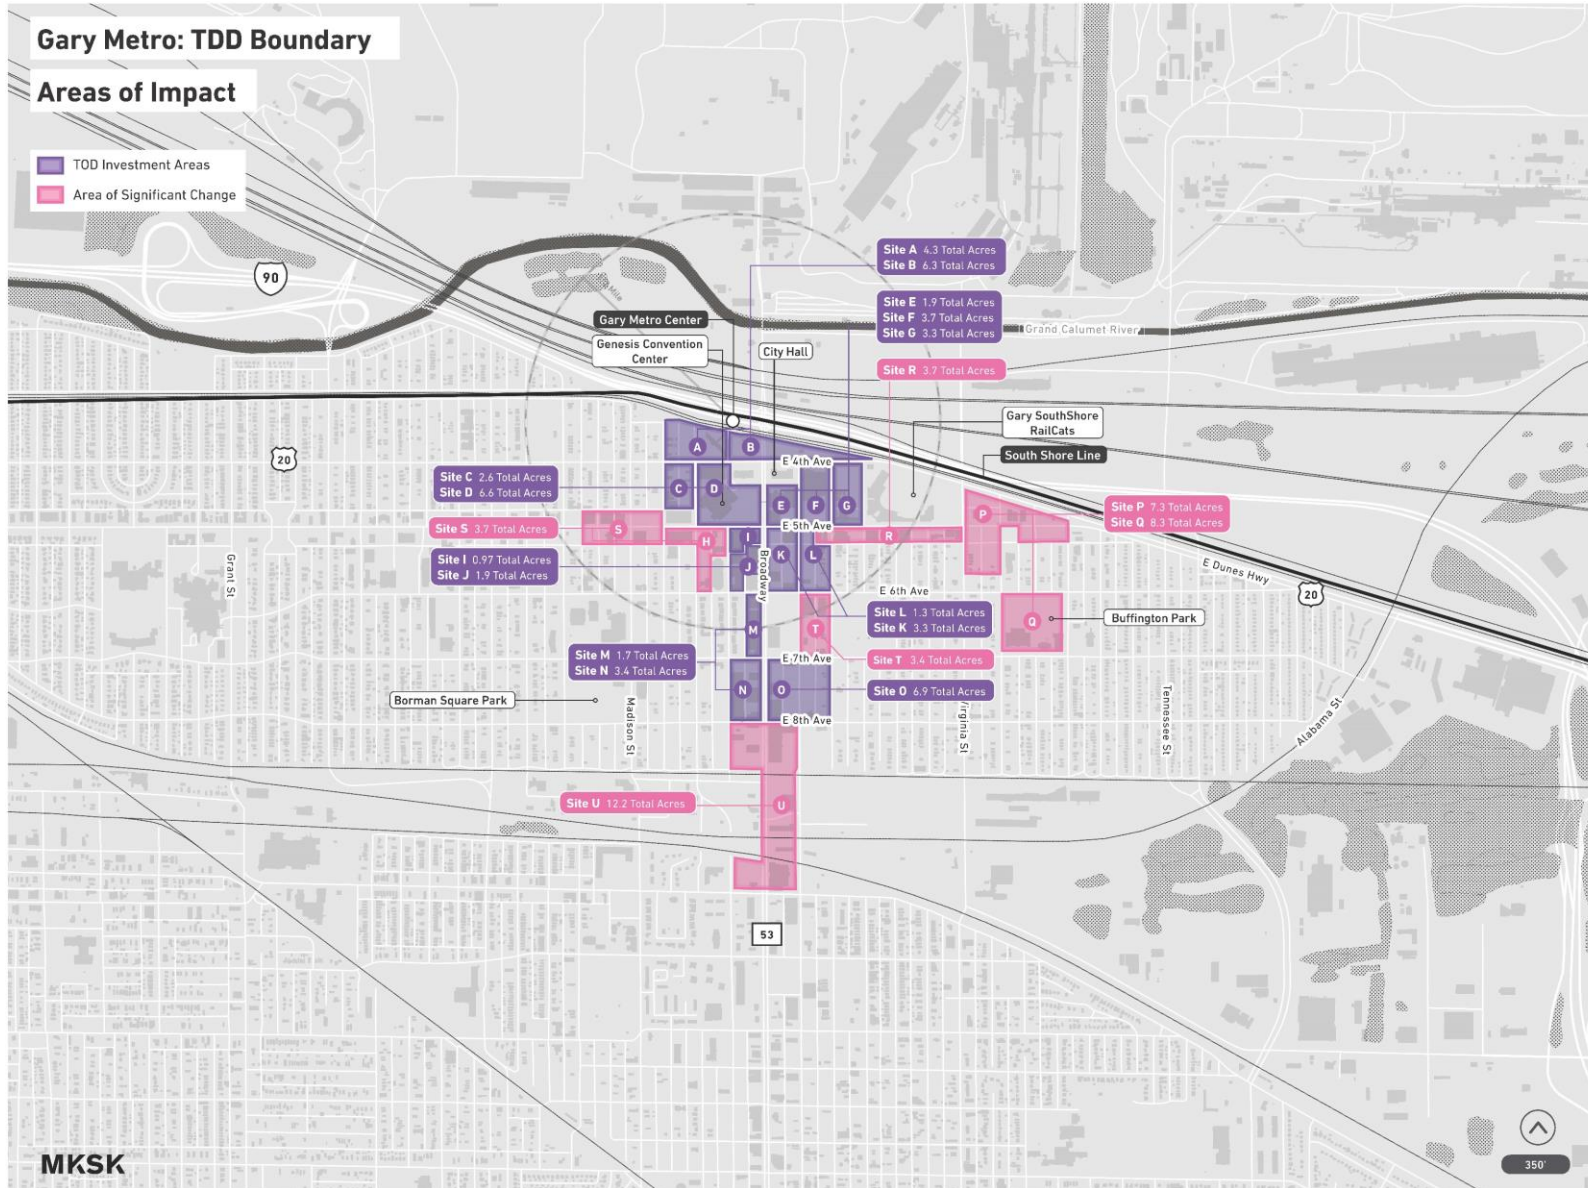 Gary Metro: TDD Boundary
Areas of Impact
TOD Investment Areas
Area of Significant Change
90
Site A 4.3 Total Acres
Site B 6.3 Total Acres
Site E 1.9 Total Acres
Site F 3.7 Total Acres
Site G 3.3 Total Acres
Gary Metro Center
Grand Calumet River
Genesis Convention
Center
City Hall
Site R 3.7 Total Acres
Gary SouthShore
RailCats
South Shore Line
20
A
B
E 4th Ave
Site C 2.6 Total Acres
Site D 6.6 Total Acres
C
D
E
F
G
P
Site P 7.3 Total Acres
Site Q 8.3 Total Acres
Site S 3.7 Total Acres
S
E 5th Ave
H
I
R
Site I 0.97 Total Acres
Site J 1.9 Total Acres
J
Broadway
K
L
Grant St
E Dunes Hwy
20
E 6th Ave
Site L 1.3 Total Acres
Site K 3.3 Total Acres
Q
Buffington Park
M
T
Site M 1.7 Total Acres
Site N 3.4 Total Acres
E 7th Ave
Site T 3.4 Total Acres
N
O
Site O 6.9 Total Acres
Borman Square Park
Madison St
E 8th Ave
Virginia St
Tennessee St
Alabama St
Site U 12.2 Total Acres
U
53
MKSK
350'